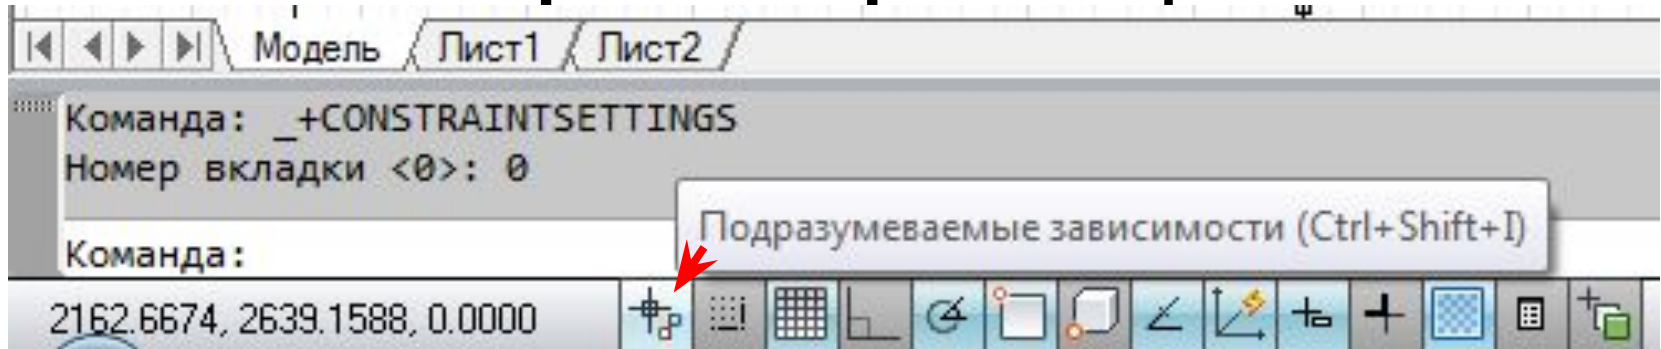 Модель Лист1 Лист2
Команда: _+CONSTRAINTSETTINGS
Номер вкладки <0>: 0
Подразумеваемые зависимости (Ctrl+Shift+I)
Команда:
2162.6674, 2639.1588, 0.0000